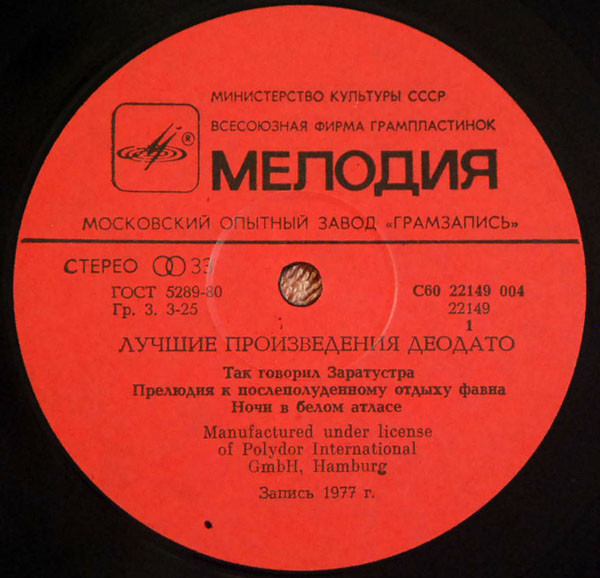 МИНИСТЕРСТВО КУЛЬТУРЫ СССР
ВСЕСОЮЗНАЯ ФИРМА ГРАМПЛАСТИНОК
®
МЕЛОДИЯ
МОСКОВСКИЙ ОПЫТНЫЙ ЗАВОД «ГРАМЗАПИСЬ»
СТЕРЕО 33
ГОСТ 5289-80
Гр. 3. 3-25
С60 22149 004
22149
1
ЛУЧШИЕ ПРОИЗВЕДЕНИЯ ДЕОДАТО
Так говорил Заратустра
Прелюдия к послеполуденному отдыху фавна
Ночи в белом атласе
Manufactured under license
of Polydor International
GmbH, Hamburg
Запись 1977 г.